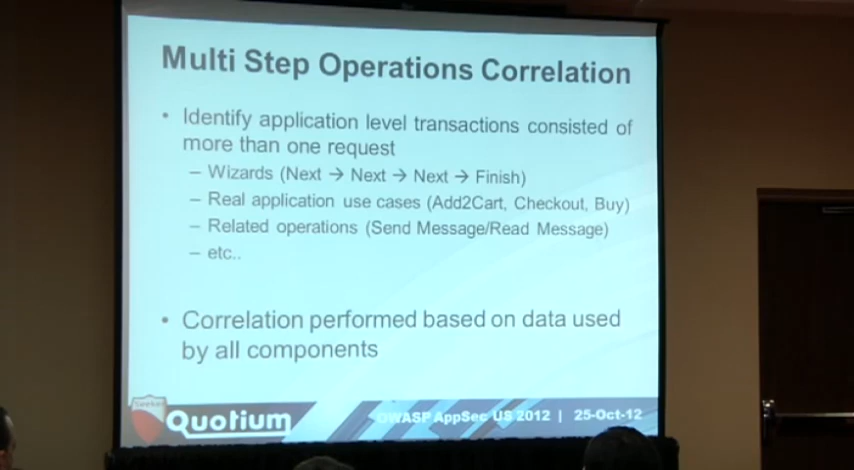 Multi Step Operations Correlation
• Identify application level transactions consisted of
more than one request
– Wizards (Next → Next → Next → Finish)
– Real application use cases (Add2Cart, Checkout, Buy)
– Related operations (Send Message/Read Message)
– etc..
• Correlation performed based on data used
by all components
Seeker
Quotium
OWASP AppSec US 2012 | 25-Oct-12